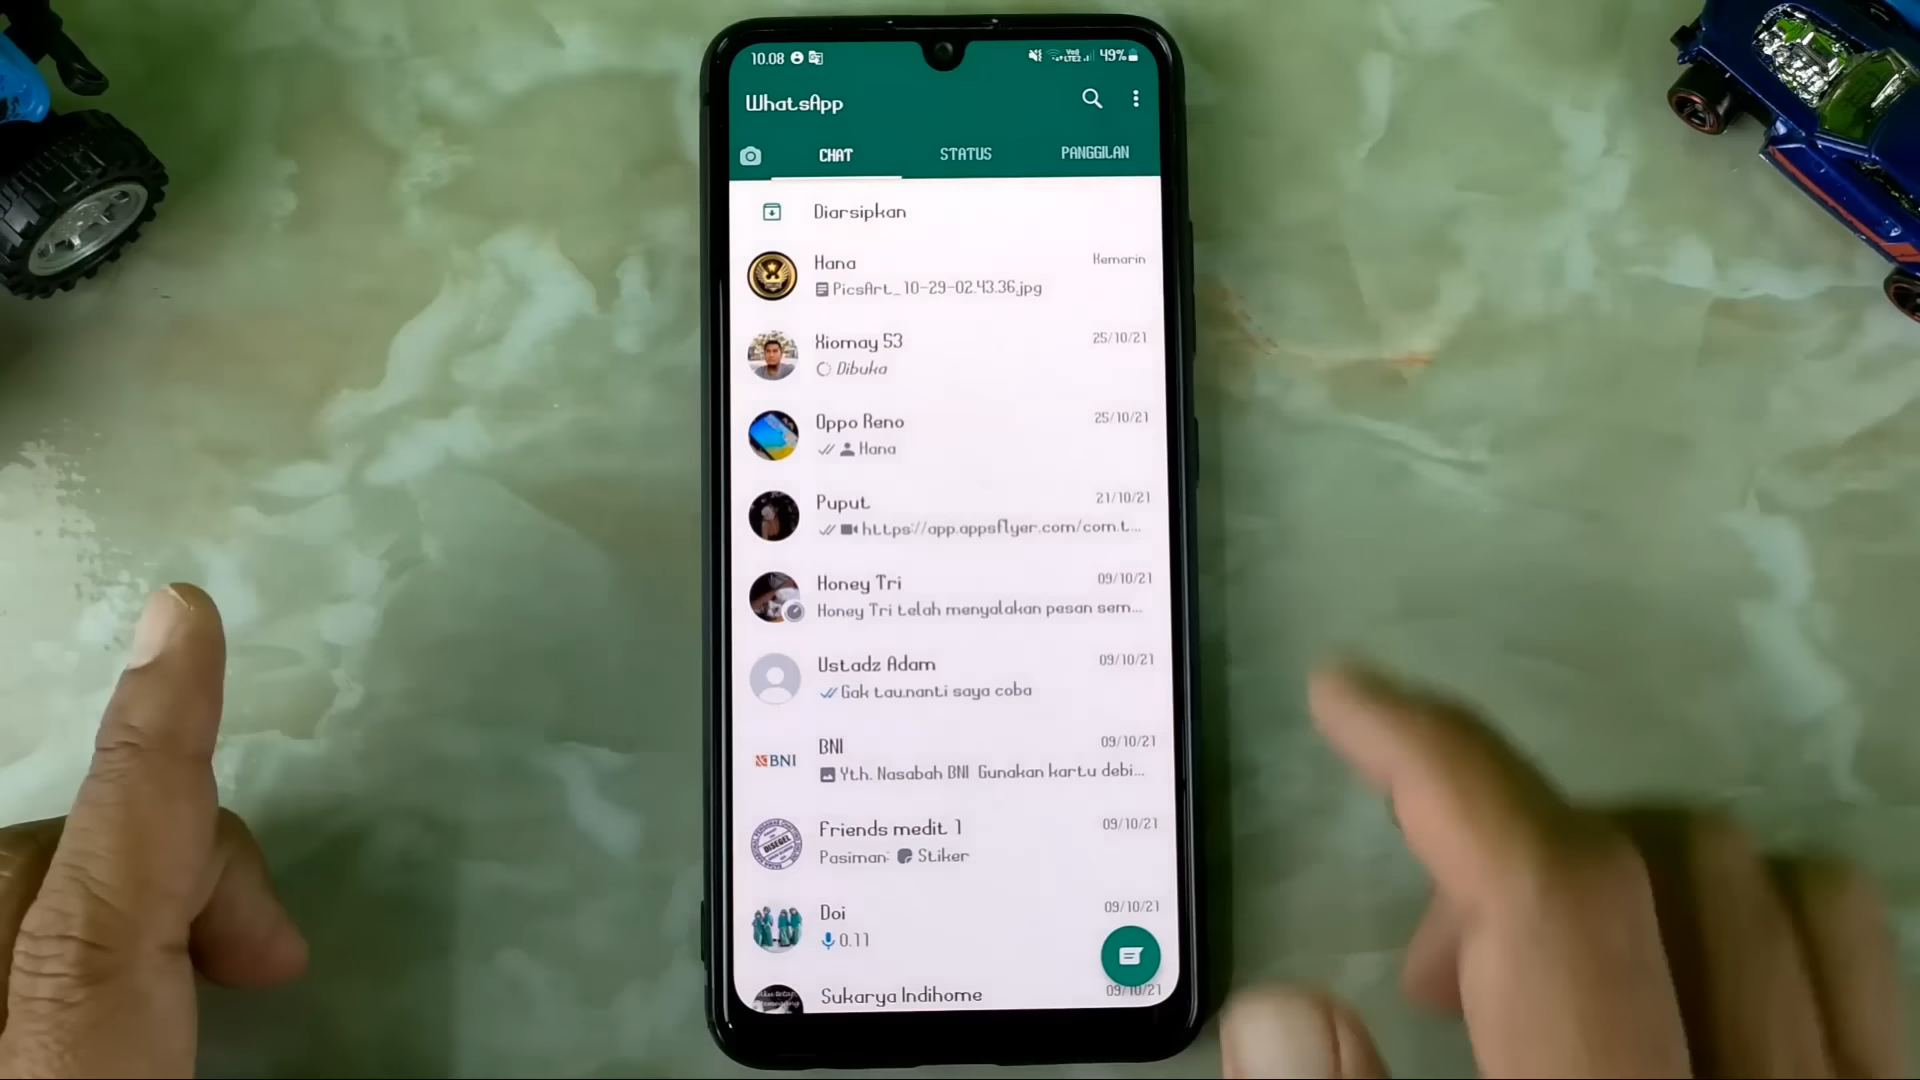 10.08 49%
WhatsApp
CHAT STATUS PANGGILAN
Diarsipkan
Hana Kemarin
PicsArt_10-29-02.43.36.jpg
Xiomay 53 25/10/21
Dibuka
Oppo Reno 25/10/21
Hana
Puput 21/10/21
https://app.appsflyer.com/com.t...
Honey Tri 09/10/21
Honey Tri telah menyalakan pesan sem...
Ustadz Adam 09/10/21
Gak tau.nanti saya coba
BNI 09/10/21
BNI
Yth. Nasabah BNI Gunakan kartu debi...
Friends medit 1 09/10/21
DISEGEL
Pasiman: Stiker
Doi 09/10/21
0.11
Sukarya Indihome 09/10/21